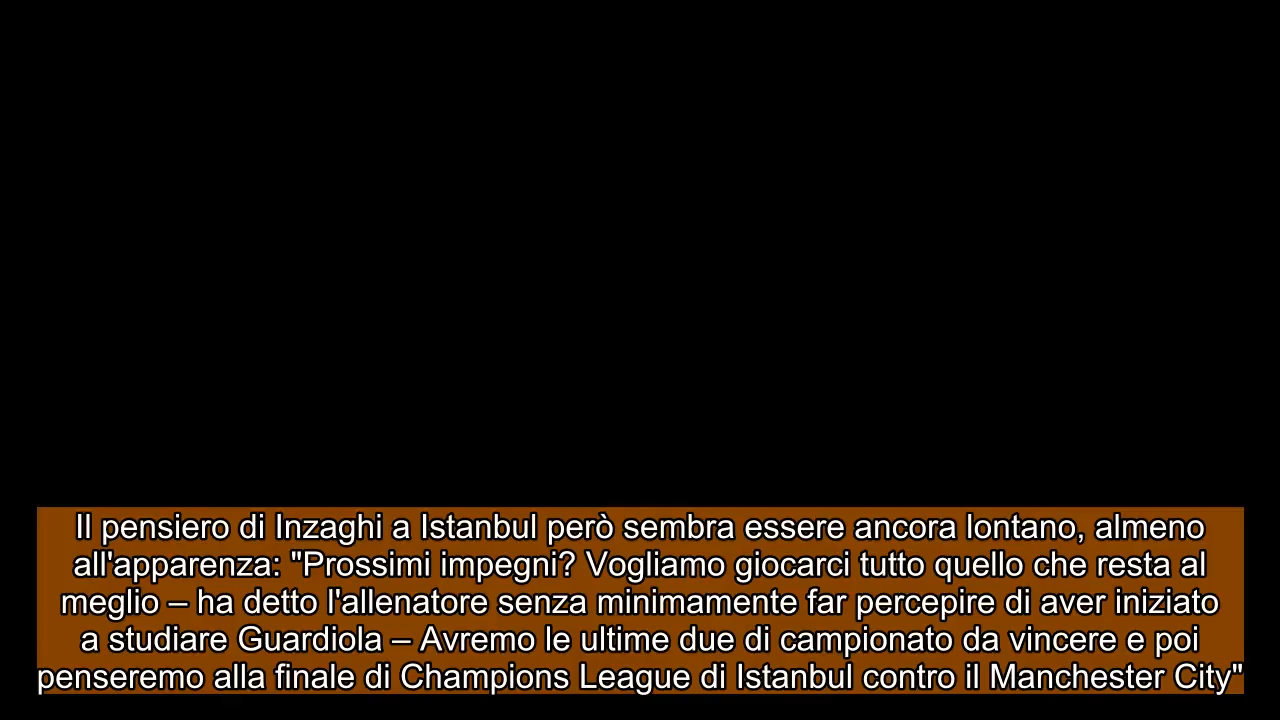 Il pensiero di Inzaghi a Istanbul però sembra essere ancora lontano, almeno
all'apparenza: "Prossimi impegni? Vogliamo giocarci tutto quello che resta al
meglio – ha detto l'allenatore senza minimamente far percepire di aver iniziato
a studiare Guardiola – Avremo le ultime due di campionato da vincere e poi
penseremo alla finale di Champions League di Istanbul contro il Manchester City"